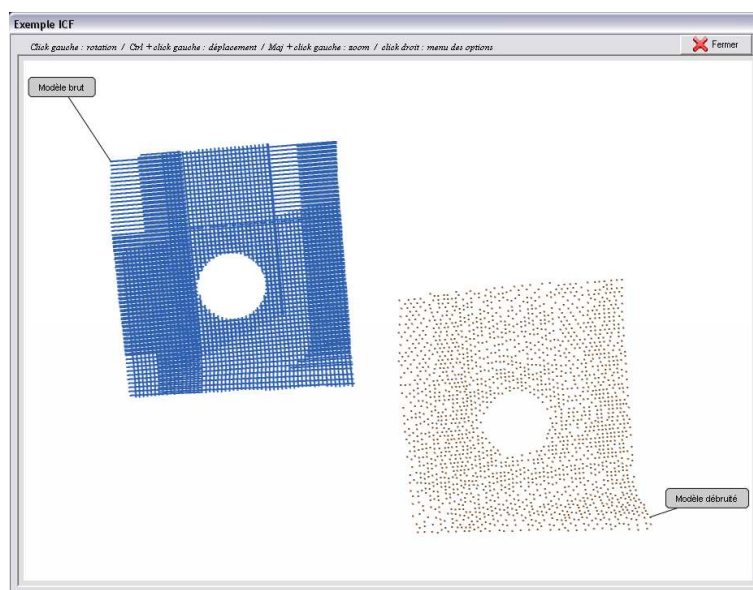 Exemple ICF
Click gauche : rotation / Ctrl + click gauche : déplacement / Maj + click gauche : zoom / click droit : menu des options
Fermer
Modèle brut
Modèle débruité